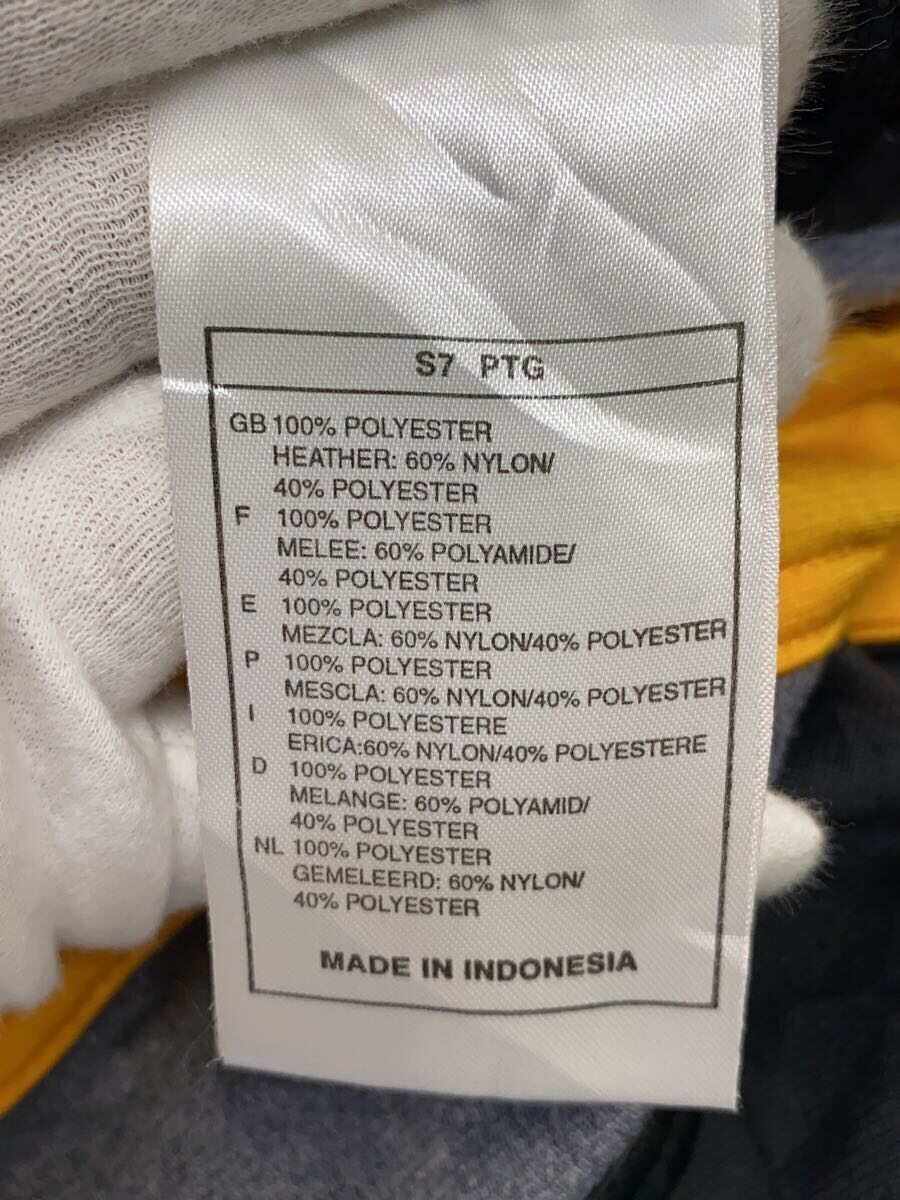 S7 PTG
GB 100% POLYESTER
HEATHER: 60% NYLON/
40% POLYESTER
F 100% POLYESTER
MELEE: 60% POLYAMIDE/
40% POLYESTER
E 100% POLYESTER
MEZCLA: 60% NYLON/40% POLYESTER
P 100% POLYESTER
MESCLA: 60% NYLON/40% POLYESTER
I 100% POLYESTERE
ERICA:60% NYLON/40% POLYESTERE
D 100% POLYESTER
MELANGE: 60% POLYAMID/
40% POLYESTER
NL 100% POLYESTER
GEMELEERD: 60% NYLON/
40% POLYESTER
MADE IN INDONESIA